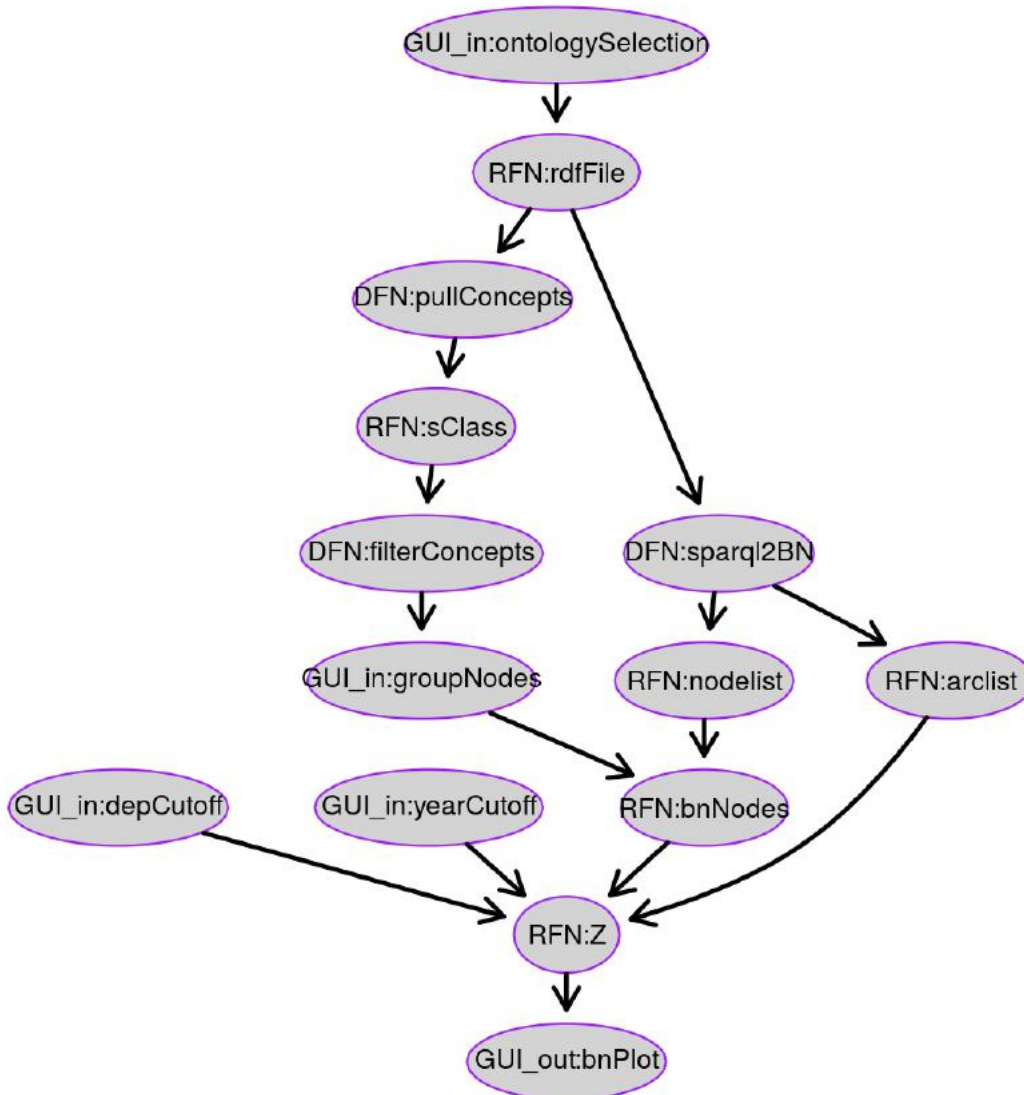 GUI_in:ontologySelection
RFN:rdfFile
DFN:pullConcepts
RFN:sClass
DFN:filterConcepts
DFN:sparql2BN
GUI_in:groupNodes
RFN:nodelist
RFN:arclist
GUI_in:depCutoff
GUI_in:yearCutoff
RFN:bnNodes
RFN:Z
GUI_out:bnPlot